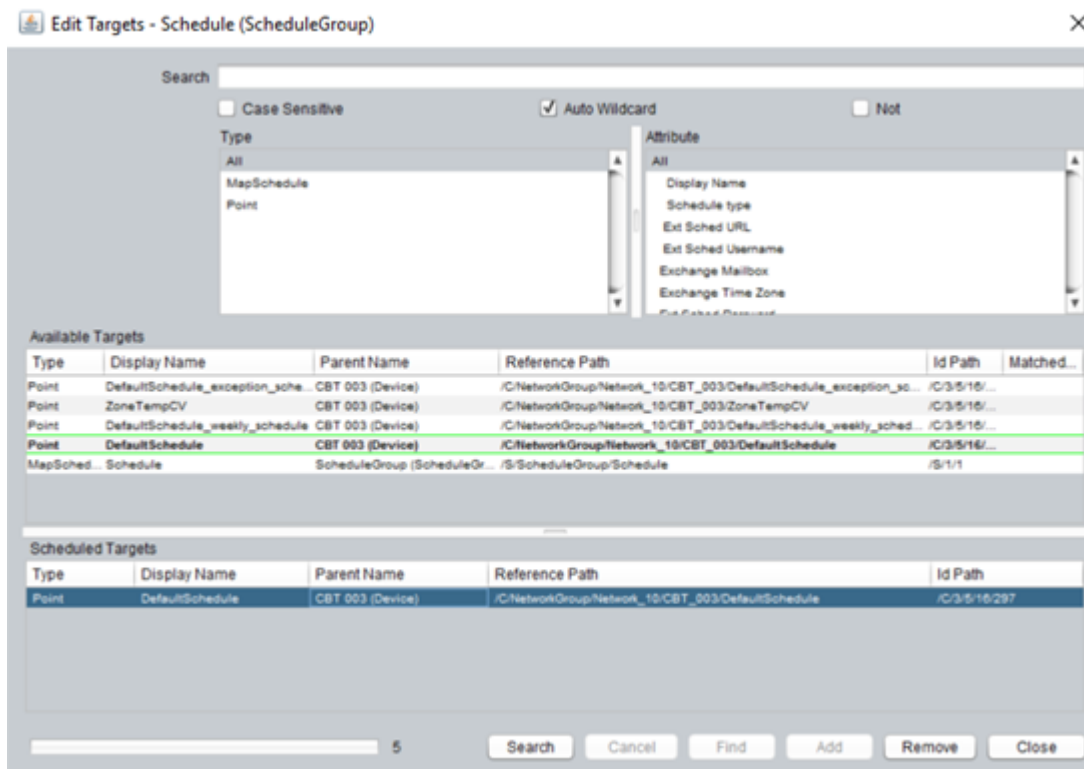 Edit Targets - Schedule (ScheduleGroup)
Search
Case Sensitive Auto Wildcard Not
Type Attribute
All All
MapSchedule Display Name
Point Schedule type
Ext Sched URL
Ext Sched Username
Exchange Mailbox
Exchange Time Zone
Available Targets
Type Display Name Parent Name Reference Path Id Path Matched...
Point DefaultSchedule_exception_sche... CBT 003 (Device) /C/NetworkGroup/Network_10/CBT_003/DefaultSchedule_exception_sc... /C/3/5/16/...
Point ZoneTempCV CBT 003 (Device) /C/NetworkGroup/Network_10/CBT_003/ZoneTempCV /C/3/5/16/...
Point DefaultSchedule_weekly_schedule CBT 003 (Device) /C/NetworkGroup/Network_10/CBT_003/DefaultSchedule_weekly_sched... /C/3/5/16/...
Point DefaultSchedule CBT 003 (Device) /C/NetworkGroup/Network_10/CBT_003/DefaultSchedule /C/3/5/16/...
MapSched... Schedule ScheduleGroup (ScheduleGr... /S/ScheduleGroup/Schedule /S/1/1
Scheduled Targets
Type Display Name Parent Name Reference Path Id Path
Point DefaultSchedule CBT 003 (Device) /C/NetworkGroup/Network_10/CBT_003/DefaultSchedule /C/3/5/16/297
5 Search Cancel Find Add Remove Close